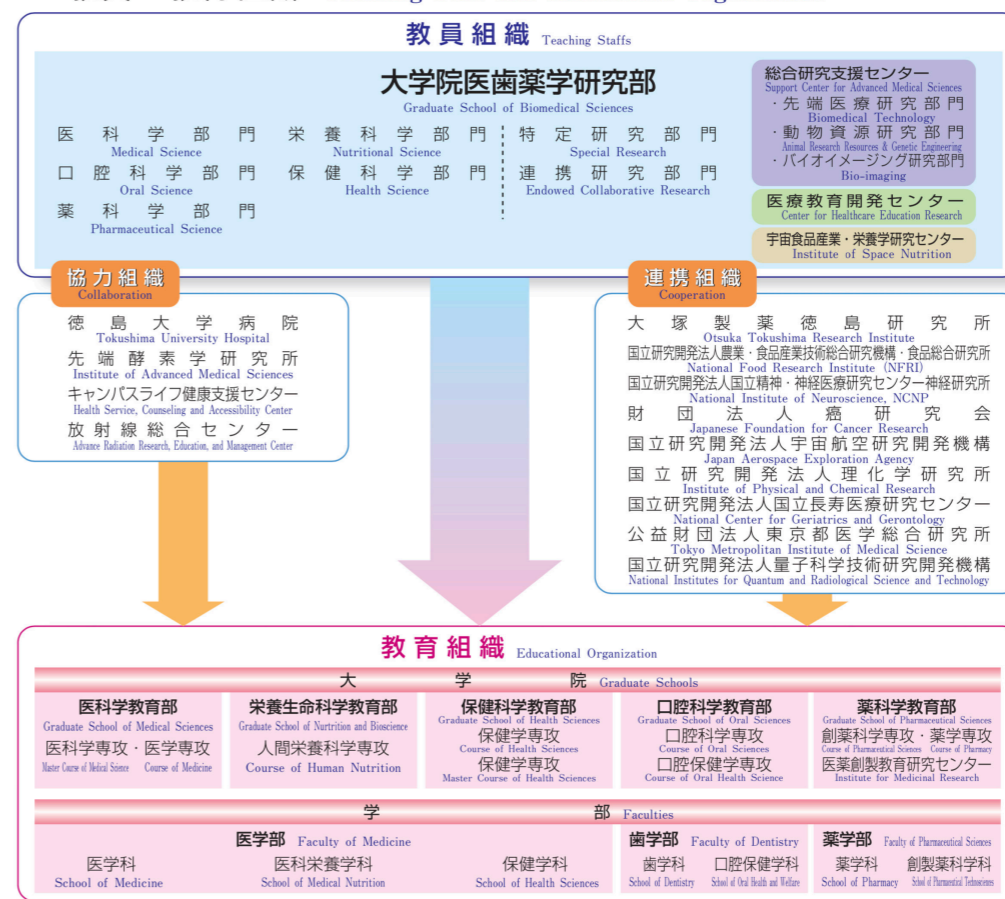 教員組織 Teaching Staffs
大学院医歯薬学研究部
Graduate School of Biomedical Sciences
医科学部門 栄養科学部門 特定研究部門
Medical Science Nutritional Science Special Research
口腔科学部門 保健科学部門 連携研究部門
Oral Science Health Science Endowed Collaborative Research
薬科学部門
Pharmaceutical Science
総合研究支援センター
Support Center for Advanced Medical Sciences
・先端医療研究部門
Biomedical Technology
・動物資源研究部門
Animal Research Resources & Genetic Engineering
・バイオイメージング研究部門
Bio-imaging
医療教育開発センター
Center for Healthcare Education Research
宇宙食品産業・栄養学研究センター
Institute of Space Nutrition
協力組織
Collaboration
徳島大学病院
Tokushima University Hospital
先端酵素学研究所
Institute of Advanced Medical Sciences
キャンパスライフ健康支援センター
Health Service, Counseling and Accessibility Center
放射線総合センター
Advance Radiation Research, Education, and Management Center
連携組織
Cooperation
大塚製薬徳島研究所
Otsuka Tokushima Research Institute
国立研究開発法人農業・食品産業技術総合研究機構・食品総合研究所
National Food Research Institute (NFRI)
国立研究開発法人国立精神・神経医療研究センター神経研究所
National Institute of Neuroscience, NCNP
財団法人癌研究会
Japanese Foundation for Cancer Research
国立研究開発法人宇宙航空研究開発機構
Japan Aerospace Exploration Agency
国立研究開発法人理化学研究所
Institute of Physical and Chemical Research
国立研究開発法人国立長寿医療研究センター
National Center for Geriatrics and Gerontology
公益財団法人東京都医学総合研究所
Tokyo Metropolitan Institute of Medical Science
国立研究開発法人量子科学技術研究開発機構
National Institutes for Quantum and Radiological Science and Technology
教育組織 Educational Organization
大学院 Graduate Schools
医科学教育部
Graduate School of Medical Sciences
医科学専攻・医学専攻
Master Course of Medical Science Course of Medicine
栄養生命科学教育部
Graduate School of Nurtrition and Bioscience
人間栄養科学専攻
Course of Human Nutrition
保健科学教育部
Graduate School of Health Sciences
保健学専攻
Course of Health Sciences
保健学専攻
Master Course of Health Sciences
口腔科学教育部
Graduate School of Oral Sciences
口腔科学専攻
Course of Oral Sciences
口腔保健学専攻
Course of Oral Health Science
薬科学教育部
Graduate School of Pharmaceutical Sciences
創薬科学専攻・薬学専攻
Course of Pharmaceutical Sciences Course of Pharmacy
医薬創製教育研究センター
Institute for Medicinal Research
学部 Faculties
医学部 Faculty of Medicine
医学科 医科栄養学科 保健学科
School of Medicine School of Medical Nutrition School of Health Sciences
歯学部 Faculty of Dentistry
歯学科 口腔保健学科
School of Dentistry School of Oral Health and Welfare
薬学部 Faculty of Pharmaceutical Sciences
薬学科 創製薬科学科
School of Pharmacy School of Pharmaceutical Technosciences